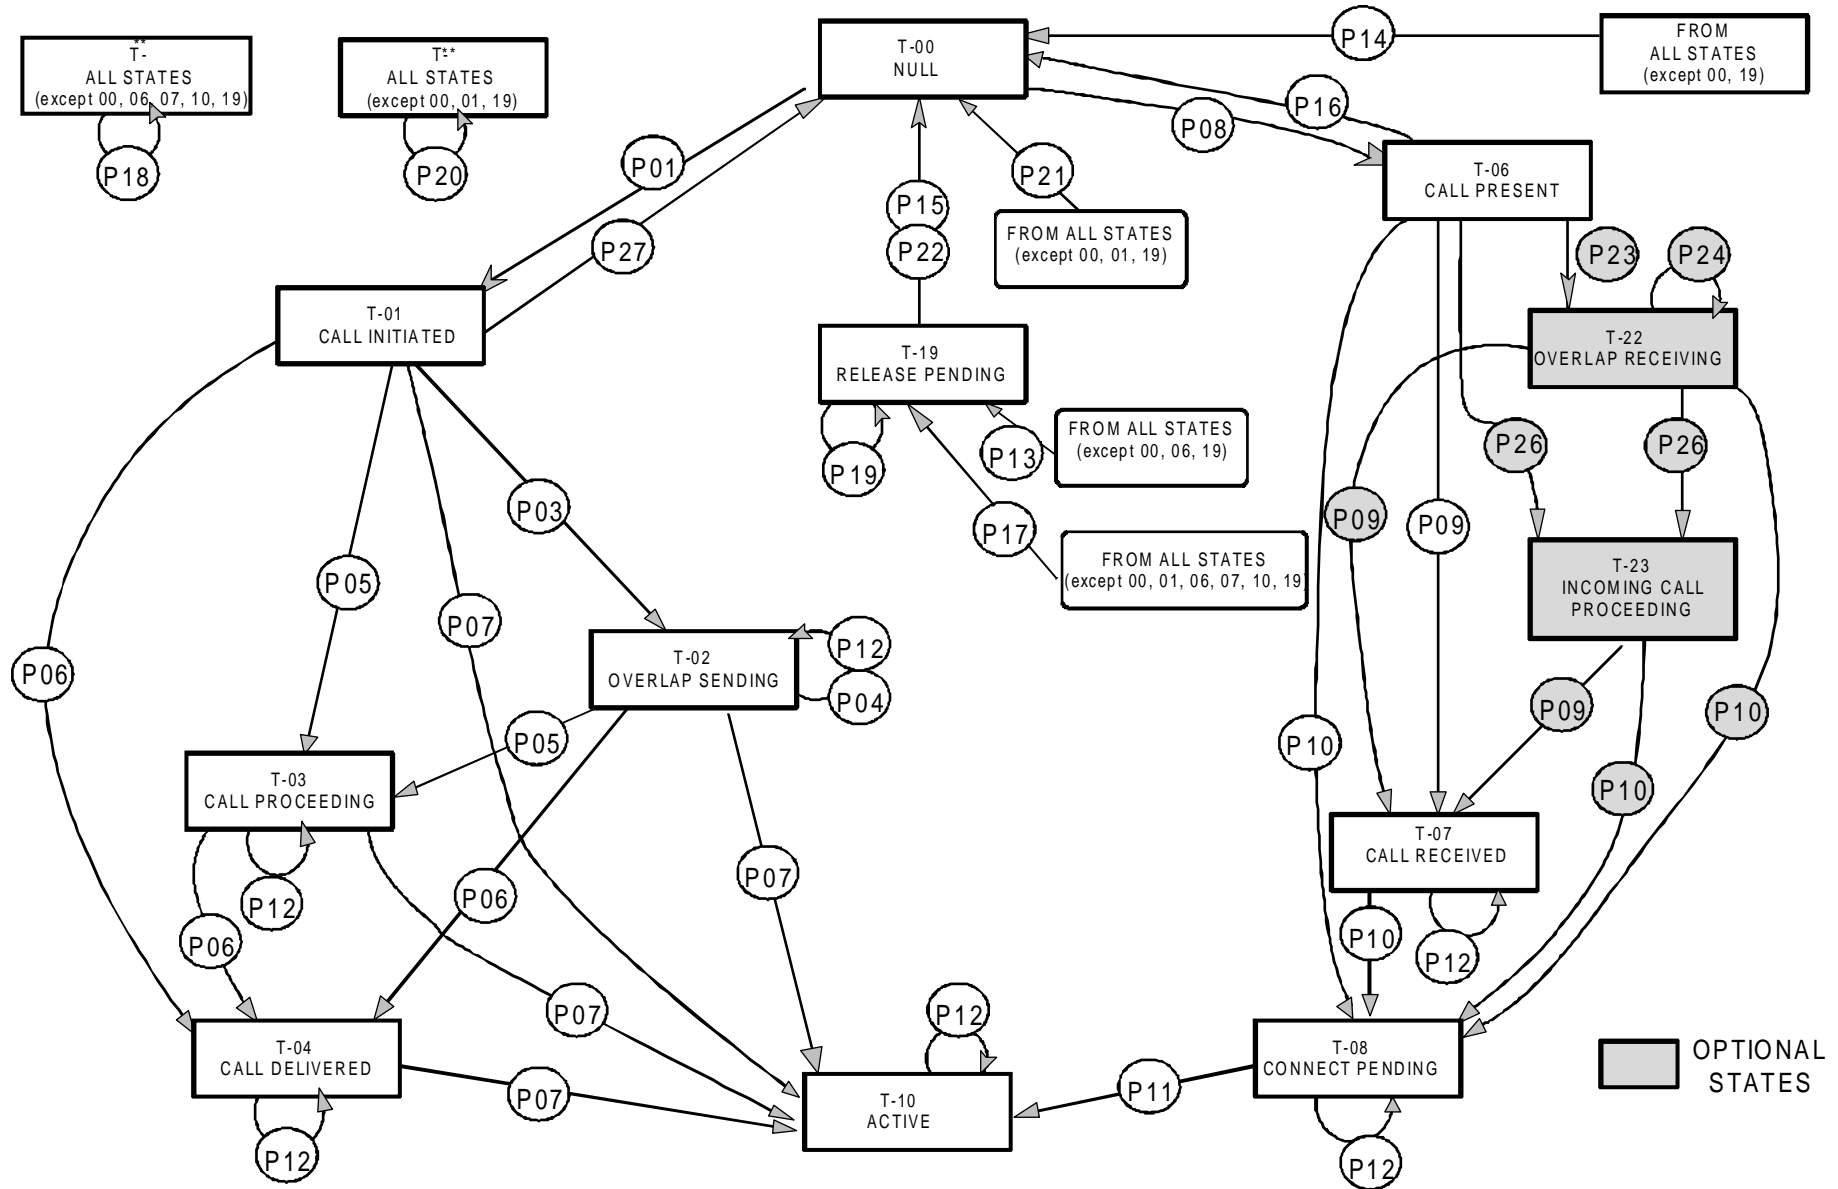 T-**
ALL STATES
(except 00, 06, 07, 10, 19)
P18
T-**
ALL STATES
(except 00, 01, 19)
P20
T-00
NULL
P14
FROM
ALL STATES
(except 00, 19)
P16
P08
P01
P27
P15
P22
P21
FROM ALL STATES
(except 00, 01, 19)
T-06
CALL PRESENT
P23
P24
T-01
CALL INITIATED
T-19
RELEASE PENDING
T-22
OVERLAP RECEIVING
P19
P13
FROM ALL STATES
(except 00, 06, 19)
P17
FROM ALL STATES
(except 00, 01, 06, 07, 10, 19
P26
P26
P03
P09
P09
P05
P07
T-23
INCOMING CALL
PROCEEDING
P06
T-02
OVERLAP SENDING
P12
P04
P05
P09
P10
P10
P10
T-03
CALL PROCEEDING
P12
P06
P06
P07
T-07
CALL RECEIVED
P10
P12
P07
P12
T-04
CALL DELIVERED
P12
P07
T-10
ACTIVE
P11
T-08
CONNECT PENDING
P12
OPTIONAL
STATES